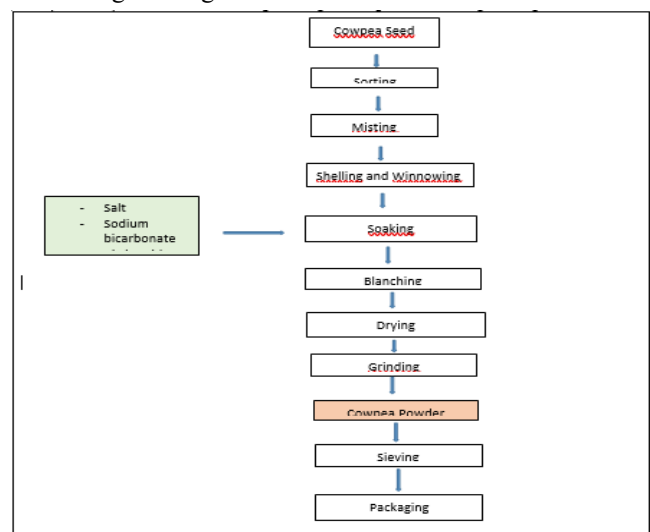 Cowpea Seed
Sorting
Misting
Shelling and Winnowing
- Salt
- Sodium
bicarbonate
Soaking
Blanching
Drying
Grinding
Cowpea Powder
Sieving
Packaging